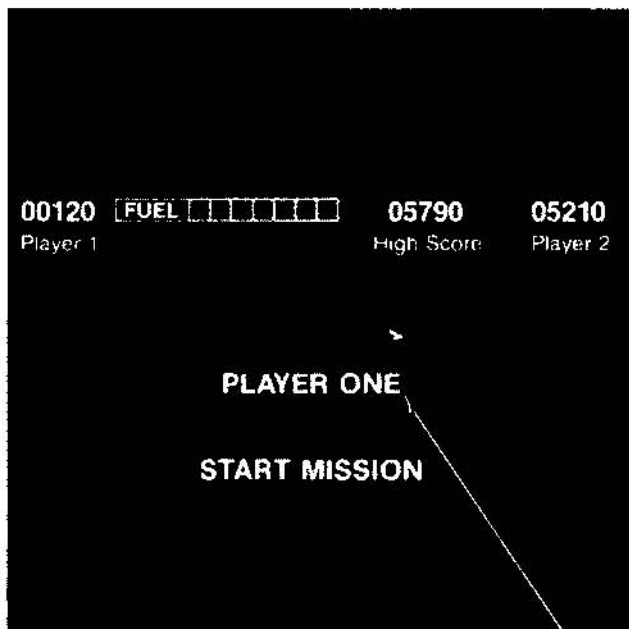 00120 FUEL 05790 05210
Player 1 High Score Player 2
PLAYER ONE
START MISSION